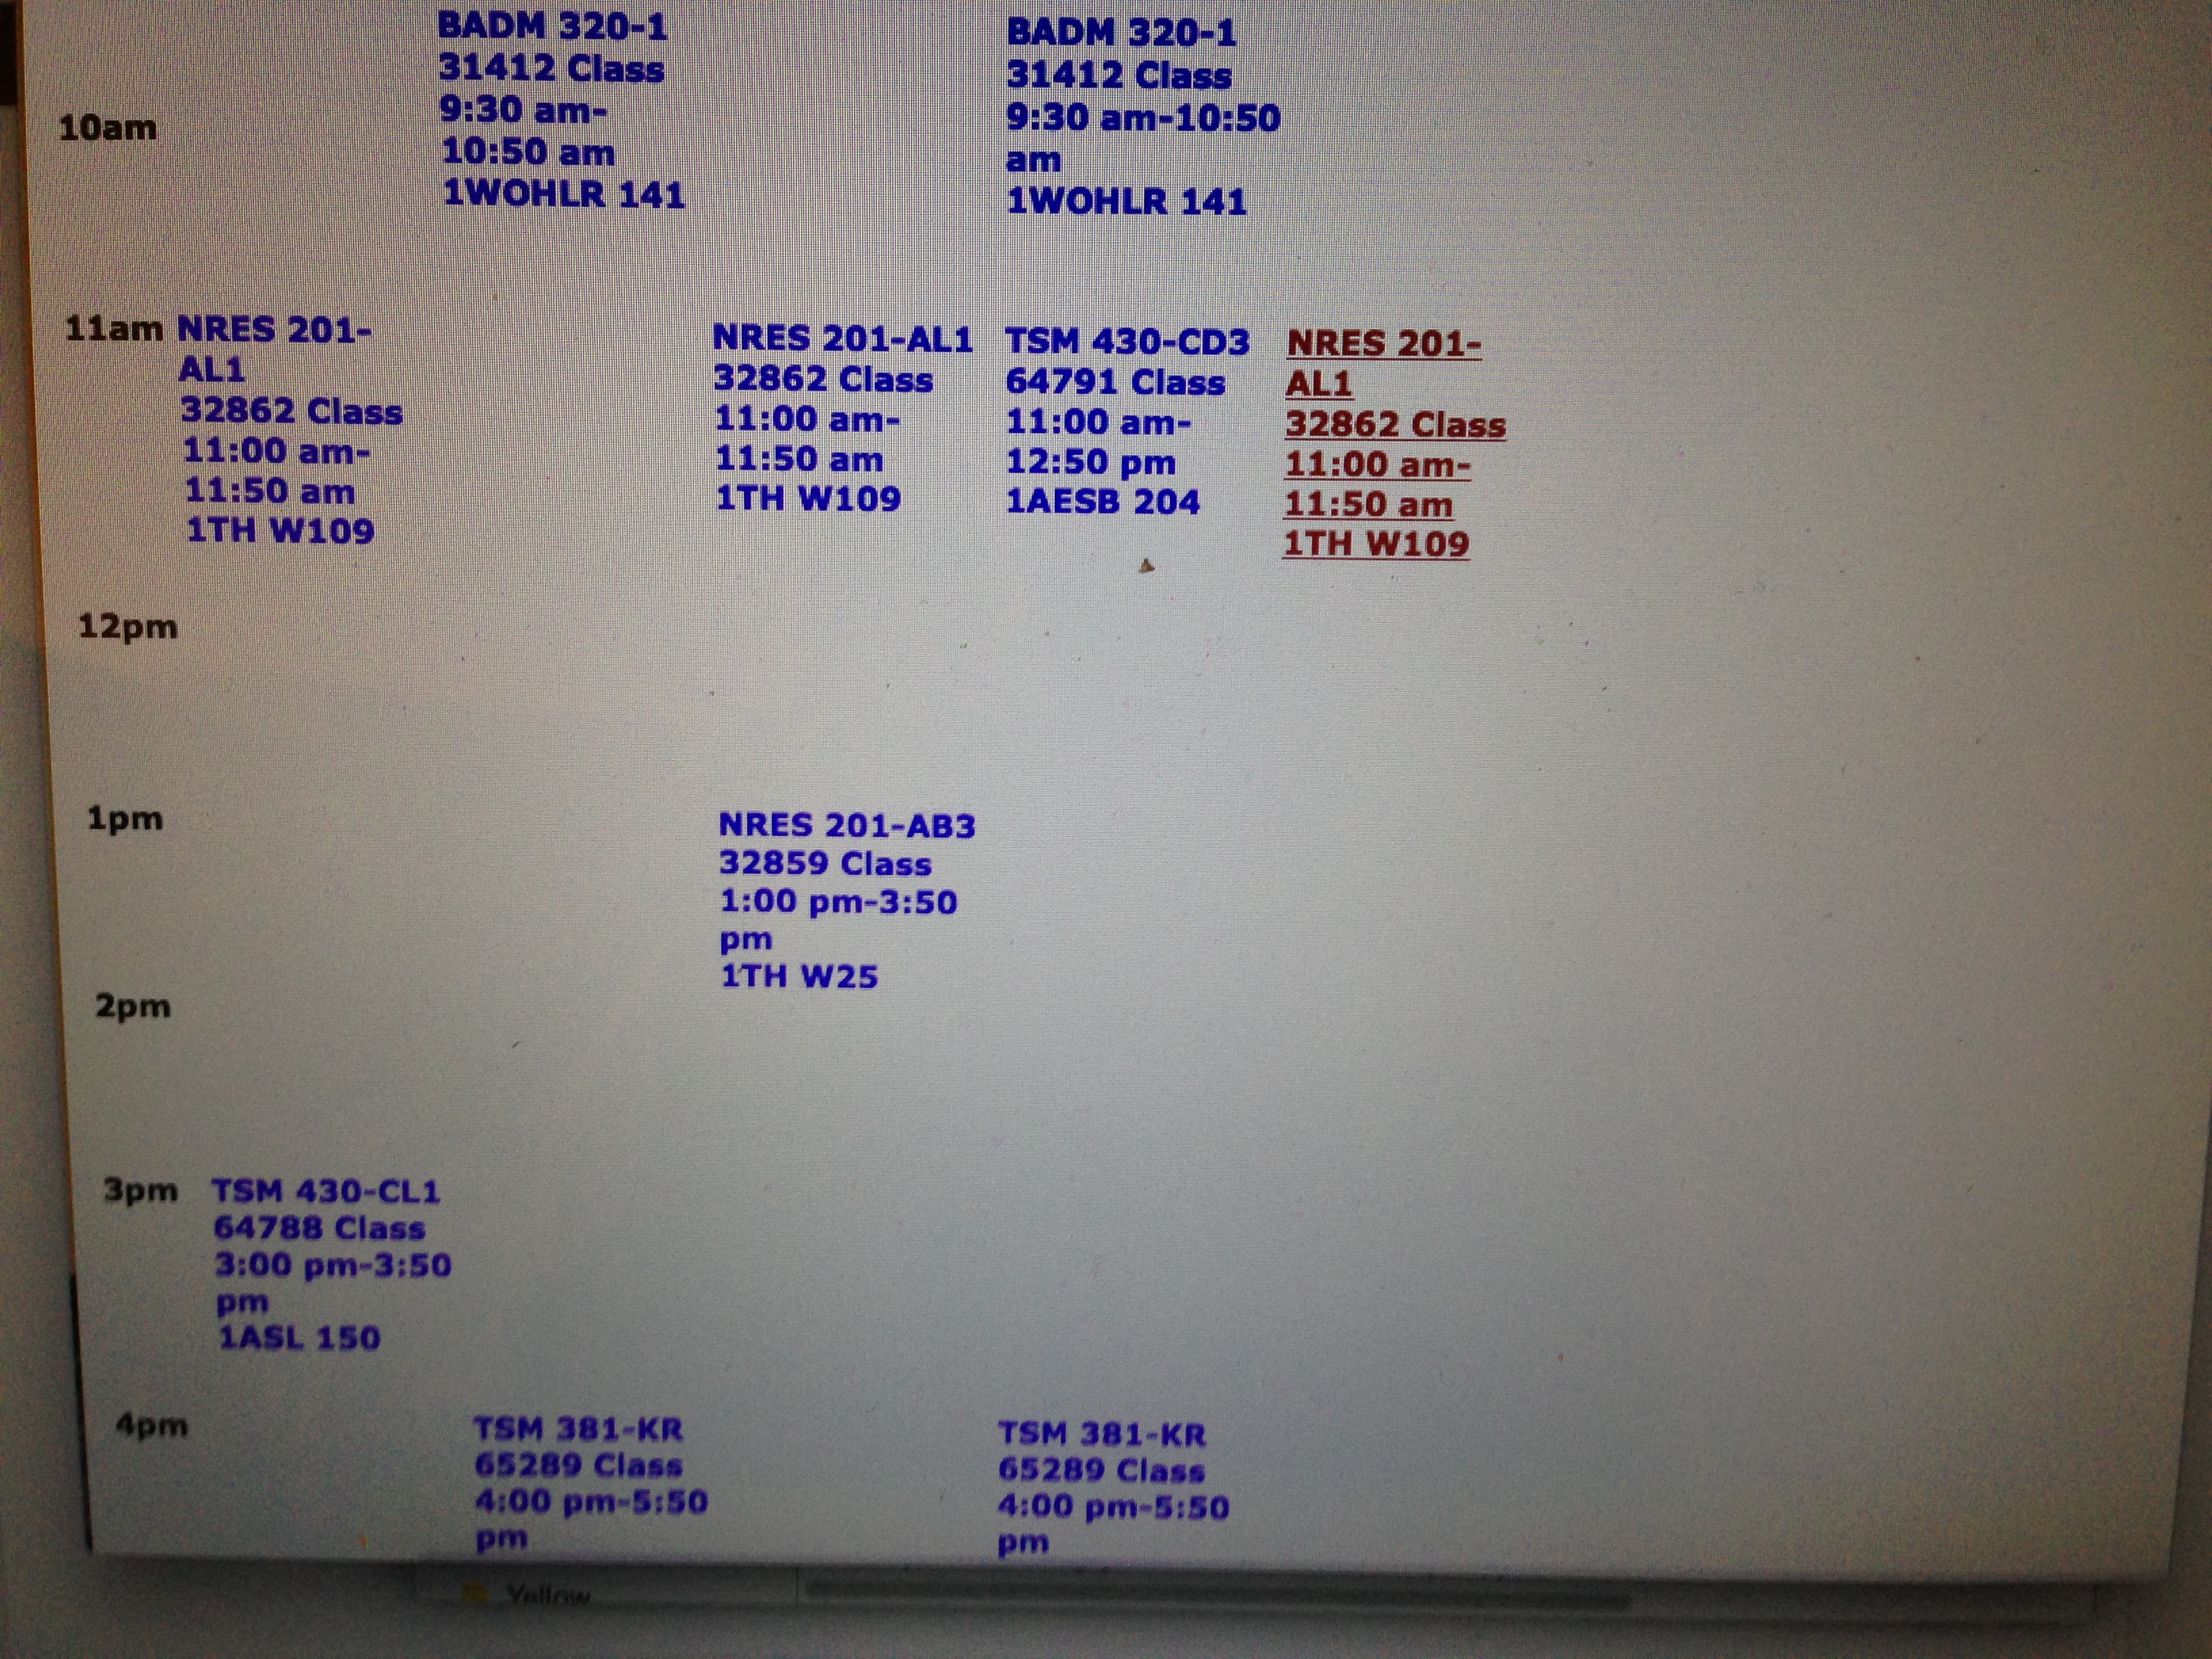 BADM 320-1
31412 Class
9:30 am-
10:50 am
1WOHLR 141
BADM 320-1
31412 Class
9:30 am-10:50
am
1WOHLR 141
10am
11am
NRES 201-
AL1
32862 Class
11:00 am-
11:50 am
1TH W109
NRES 201-AL1
32862 Class
11:00 am-
11:50 am
1TH W109
TSM 430-CD3
64791 Class
11:00 am-
12:50 pm
1AESB 204
NRES 201-
AL1
32862 Class
11:00 am-
11:50 am
1TH W109
12pm
1pm
NRES 201-AB3
32859 Class
1:00 pm-3:50
pm
1TH W25
2pm
3pm
TSM 430-CL1
64788 Class
3:00 pm-3:50
pm
1ASL 150
4pm
TSM 381-KR
65289 Class
4:00 pm-5:50
pm
TSM 381-KR
65289 Class
4:00 pm-5:50
pm
Yellow